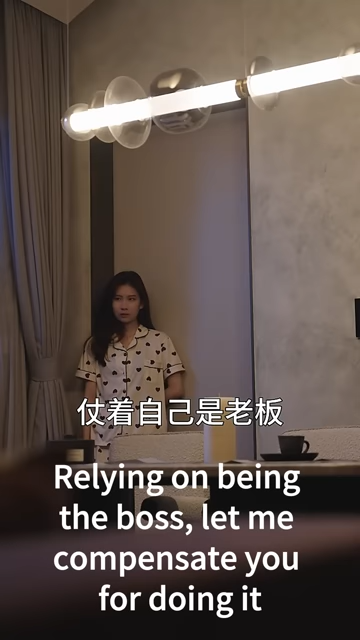 仗着自己是老板
Relying on being
the boss, let me
compensate you
for doing it